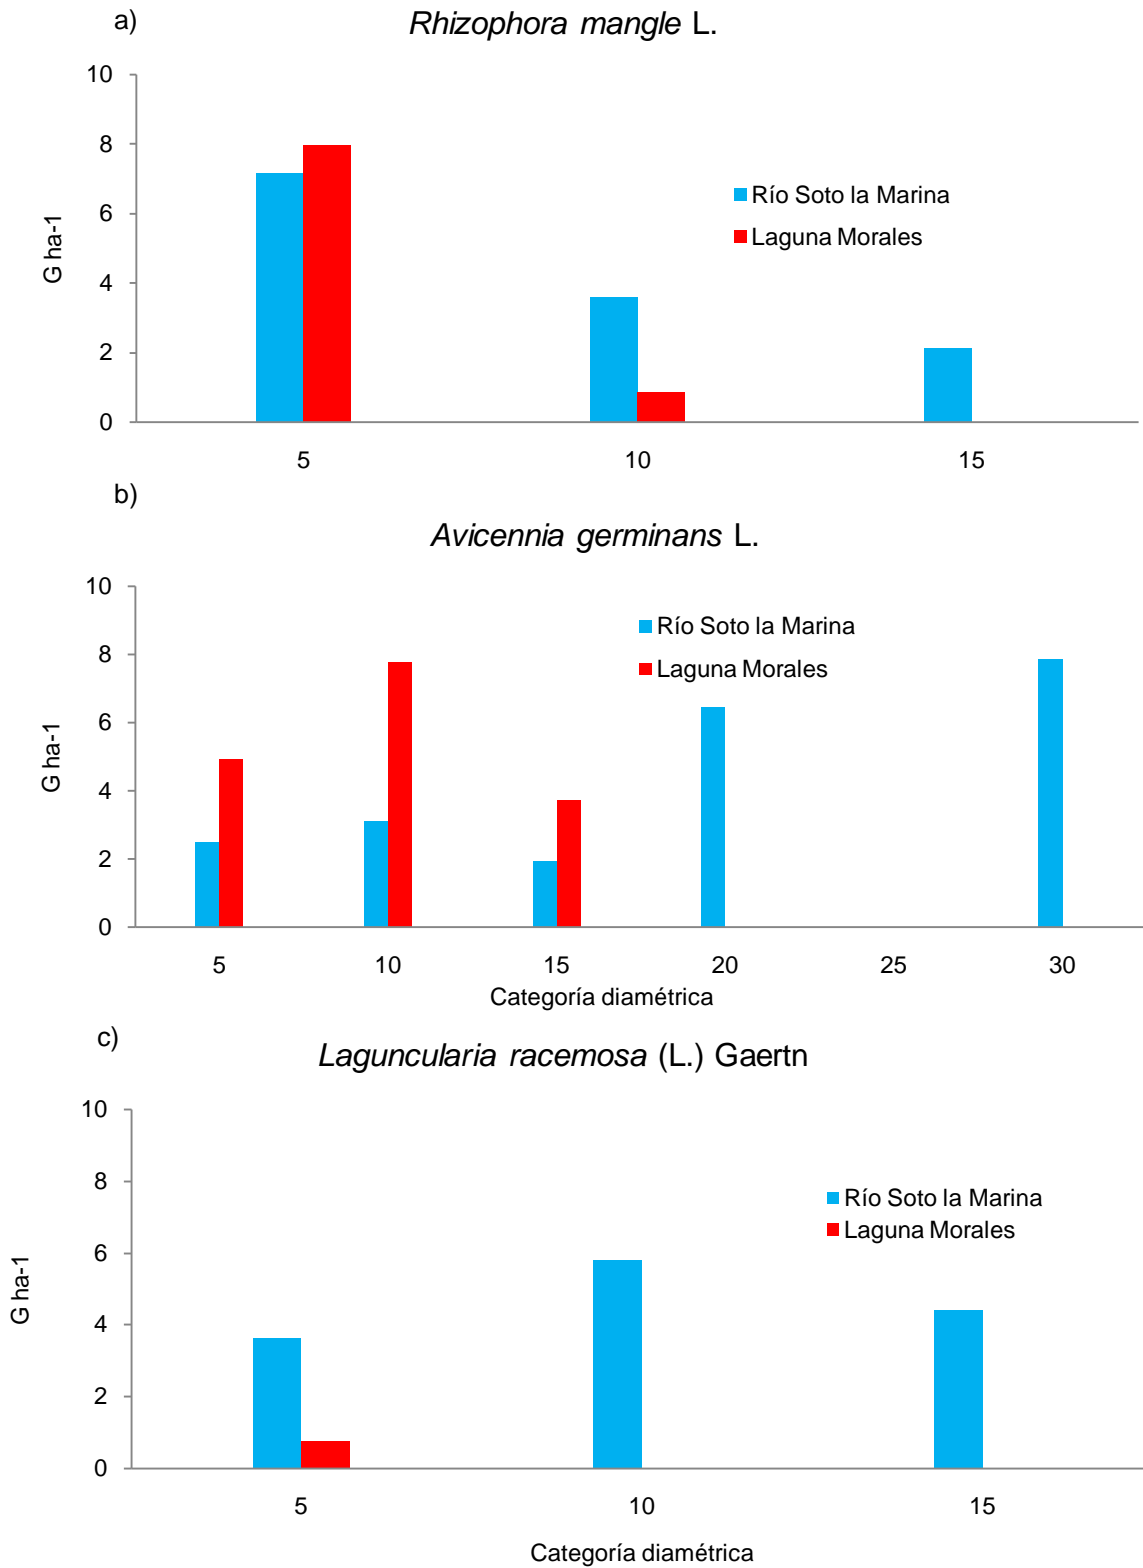 a)
Rhizophora mangle L.
10
8
6
4
2
0
G ha-1
Río Soto la Marina
Laguna Morales
5 10 15
b)
Avicennia germinans L.
10
8
6
4
2
0
G ha-1
Río Soto la Marina
Laguna Morales
5 10 15 20 25 30
Categoría diamétrica
c)
Laguncularia racemosa (L.) Gaertn
10
8
6
4
2
0
G ha-1
Río Soto la Marina
Laguna Morales
5 10 15
Categoría diamétrica